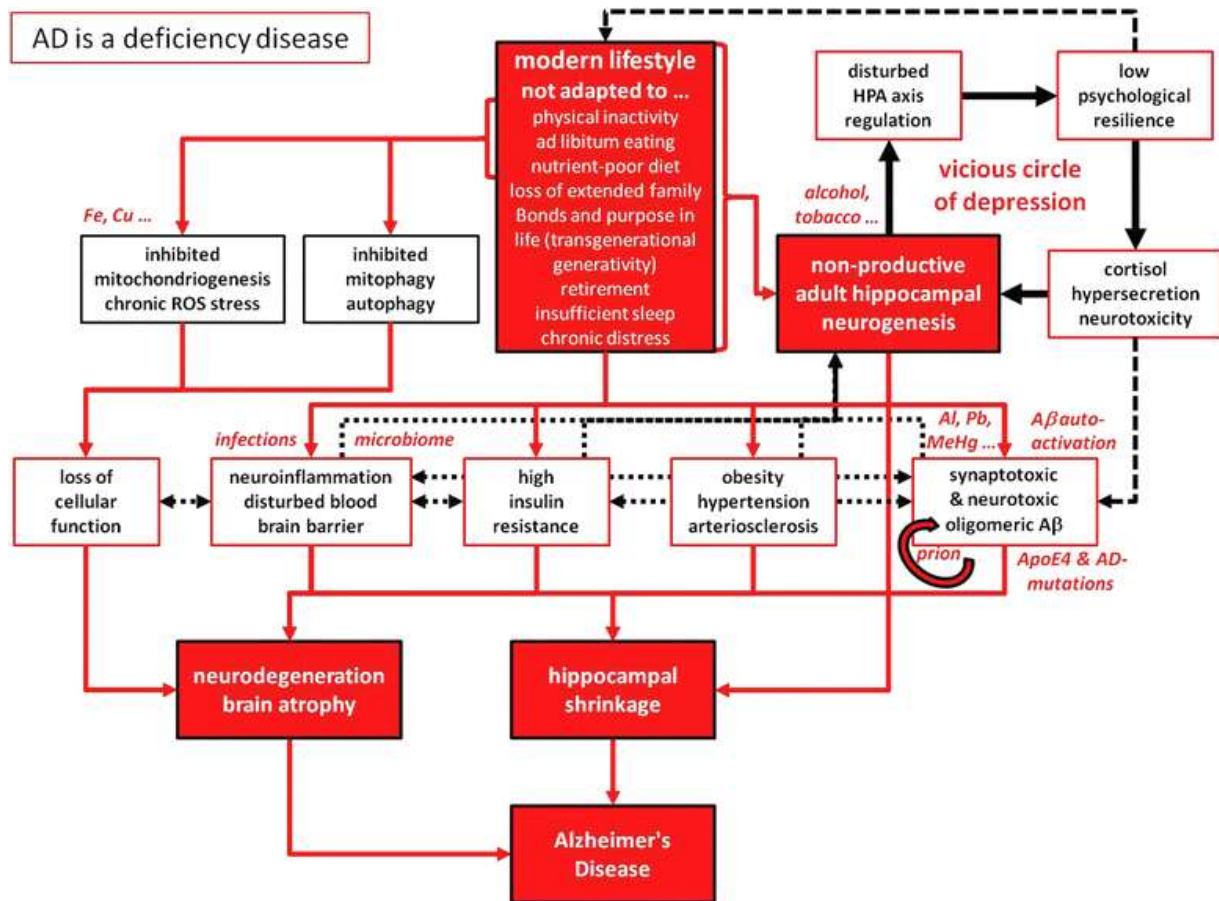 AD is a deficiency disease
modern lifestyle
not adapted to ...
physical inactivity
ad libitum eating
nutrient-poor diet
loss of extended family
Bonds and purpose in
life (transgenerational
generativity)
retirement
insufficient sleep
chronic distress
disturbed
HPA axis
regulation
low
psychological
resilience
vicious circle
of depression
alcohol,
tobacco ...
Fe, Cu ...
inhibited
mitochondriogenesis
chronic ROS stress
inhibited
mitophagy
autophagy
non-productive
adult hippocampal
neurogenesis
cortisol
hypersecretion
neurotoxicity
infections
microbiome
Al, Pb,
MeHg ...
Aβ auto-
activation
loss of
cellular
function
neuroinflammation
disturbed blood
brain barrier
high
insulin
resistance
obesity
hypertension
arteriosclerosis
synaptotoxic
& neurotoxic
oligomeric Aβ
prion
ApoE4 & AD-
mutations
neurodegeneration
brain atrophy
hippocampal
shrinkage
Alzheimer's
Disease